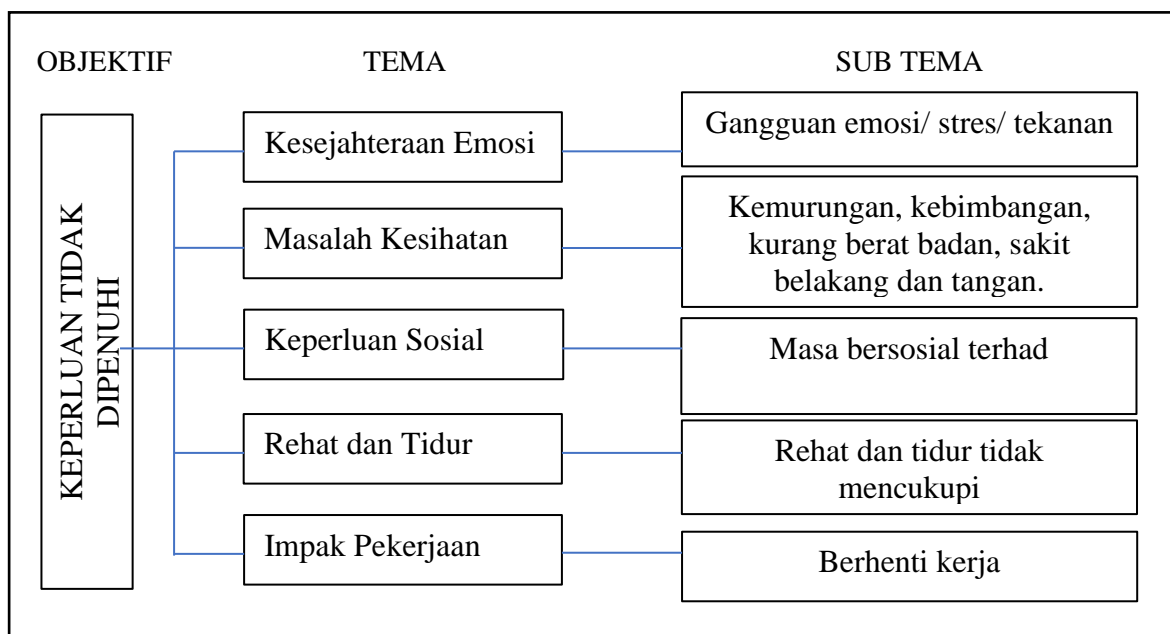 OBJEKTIF TEMA SUB TEMA
KEPERLUAN TIDAK
DIPENUHI
Kesejahteraan Emosi
Gangguan emosi/ stres/ tekanan
Masalah Kesihatan
Kemurungan, kebimbangan,
kurang berat badan, sakit
belakang dan tangan.
Keperluan Sosial
Masa bersosial terhad
Rehat dan Tidur
Rehat dan tidur tidak
mencukupi
Impak Pekerjaan
Berhenti kerja